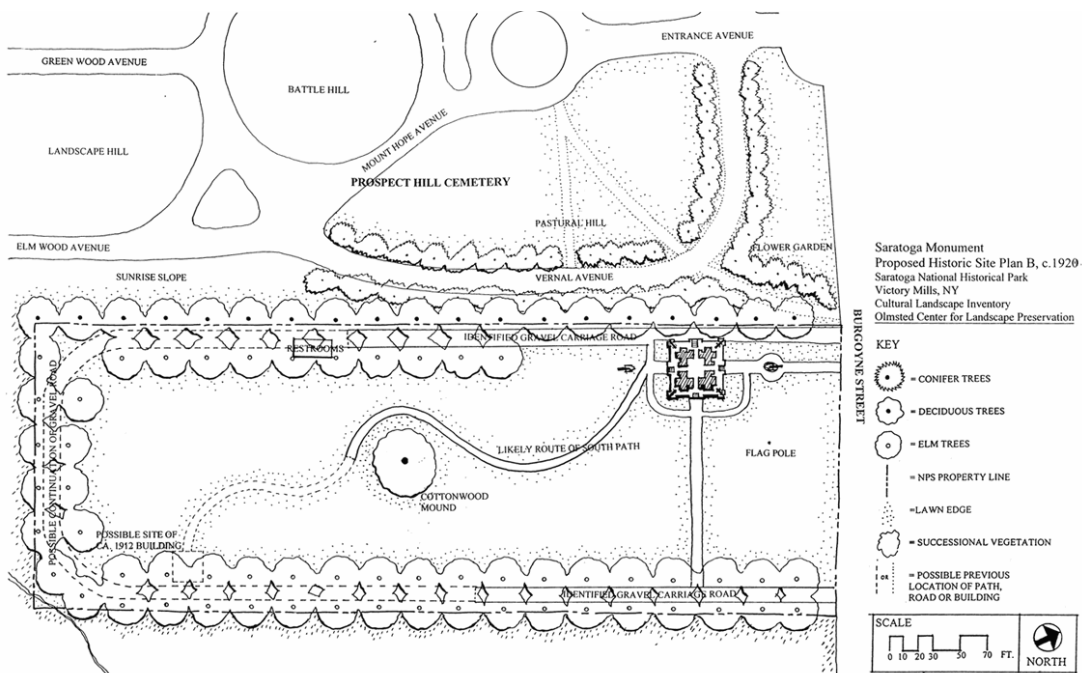 ENTRANCE AVENUE
GREEN WOOD AVENUE
BATTLE HILL
LANDSCAPE HILL
MOUNT HOPE AVENUE
PROSPECT HILL CEMETERY
PASTURAL HILL
ELM WOOD AVENUE
FLOWER GARDEN
SUNRISE SLOPE
VERNAL AVENUE
IDENTIFIED GRAVEL CARRIAGE ROAD
RESTROOMS
BURGOYNE STREET
POSSIBLE CONTINUATION OF GRAVEL ROAD
LIKELY ROUTE OF SOUTH PATH
FLAG POLE
COTTONWOOD
MOUND
POSSIBLE SITE OF
CA. 1912 BUILDING
IDENTIFIED GRAVEL CARRIAGE ROAD
Saratoga Monument
Proposed Historic Site Plan B, c.1920
Saratoga National Historical Park
Victory Mills, NY
Cultural Landscape Inventory
Olmsted Center for Landscape Preservation
KEY
= CONIFER TREES
= DECIDUOUS TREES
= ELM TREES
= NPS PROPERTY LINE
=LAWN EDGE
= SUCCESSIONAL VEGETATION
OR
= POSSIBLE PREVIOUS
LOCATION OF PATH,
ROAD OR BUILDING
SCALE
0 10 20 30 50 70 FT.
NORTH